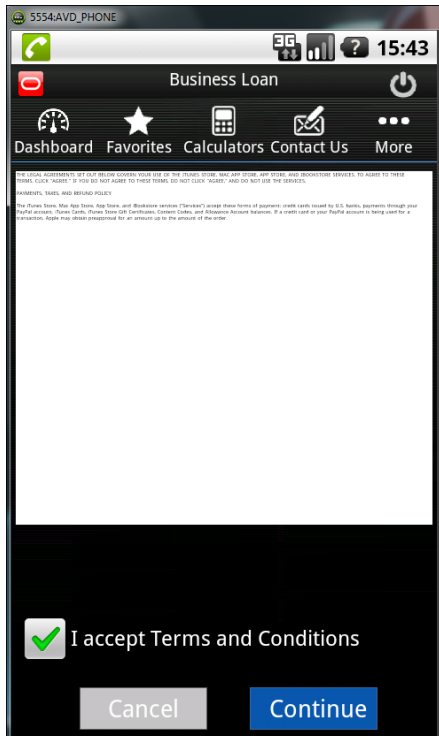 5554:AVD_PHONE
3G ? 15:43
Business Loan
Dashboard Favorites Calculators Contact Us More
THE LEGAL AGREEMENTS SET OUT BELOW GOVERN YOUR USE OF THE ITUNES STORE, MAC APP STORE, APP STORE, AND IBOOKSTORE SERVICES. TO AGREE TO THESE
TERMS, CLICK "AGREE." IF YOU DO NOT AGREE TO THESE TERMS, DO NOT CLICK "AGREE," AND DO NOT USE THE SERVICES.
PAYMENTS, TAXES, AND REFUND POLICY
The iTunes Store, Mac App Store, App Store, and iBookstore services ("Services") accept these forms of payment: credit cards issued by U.S. banks, payments through your
PayPal account, iTunes Cards, iTunes Store Gift Certificates, Content Codes, and Allowance Account balances. If a credit card or your PayPal account is being used for a
transaction, Apple may obtain preapproval for an amount up to the amount of the order.
I accept Terms and Conditions
Cancel Continue